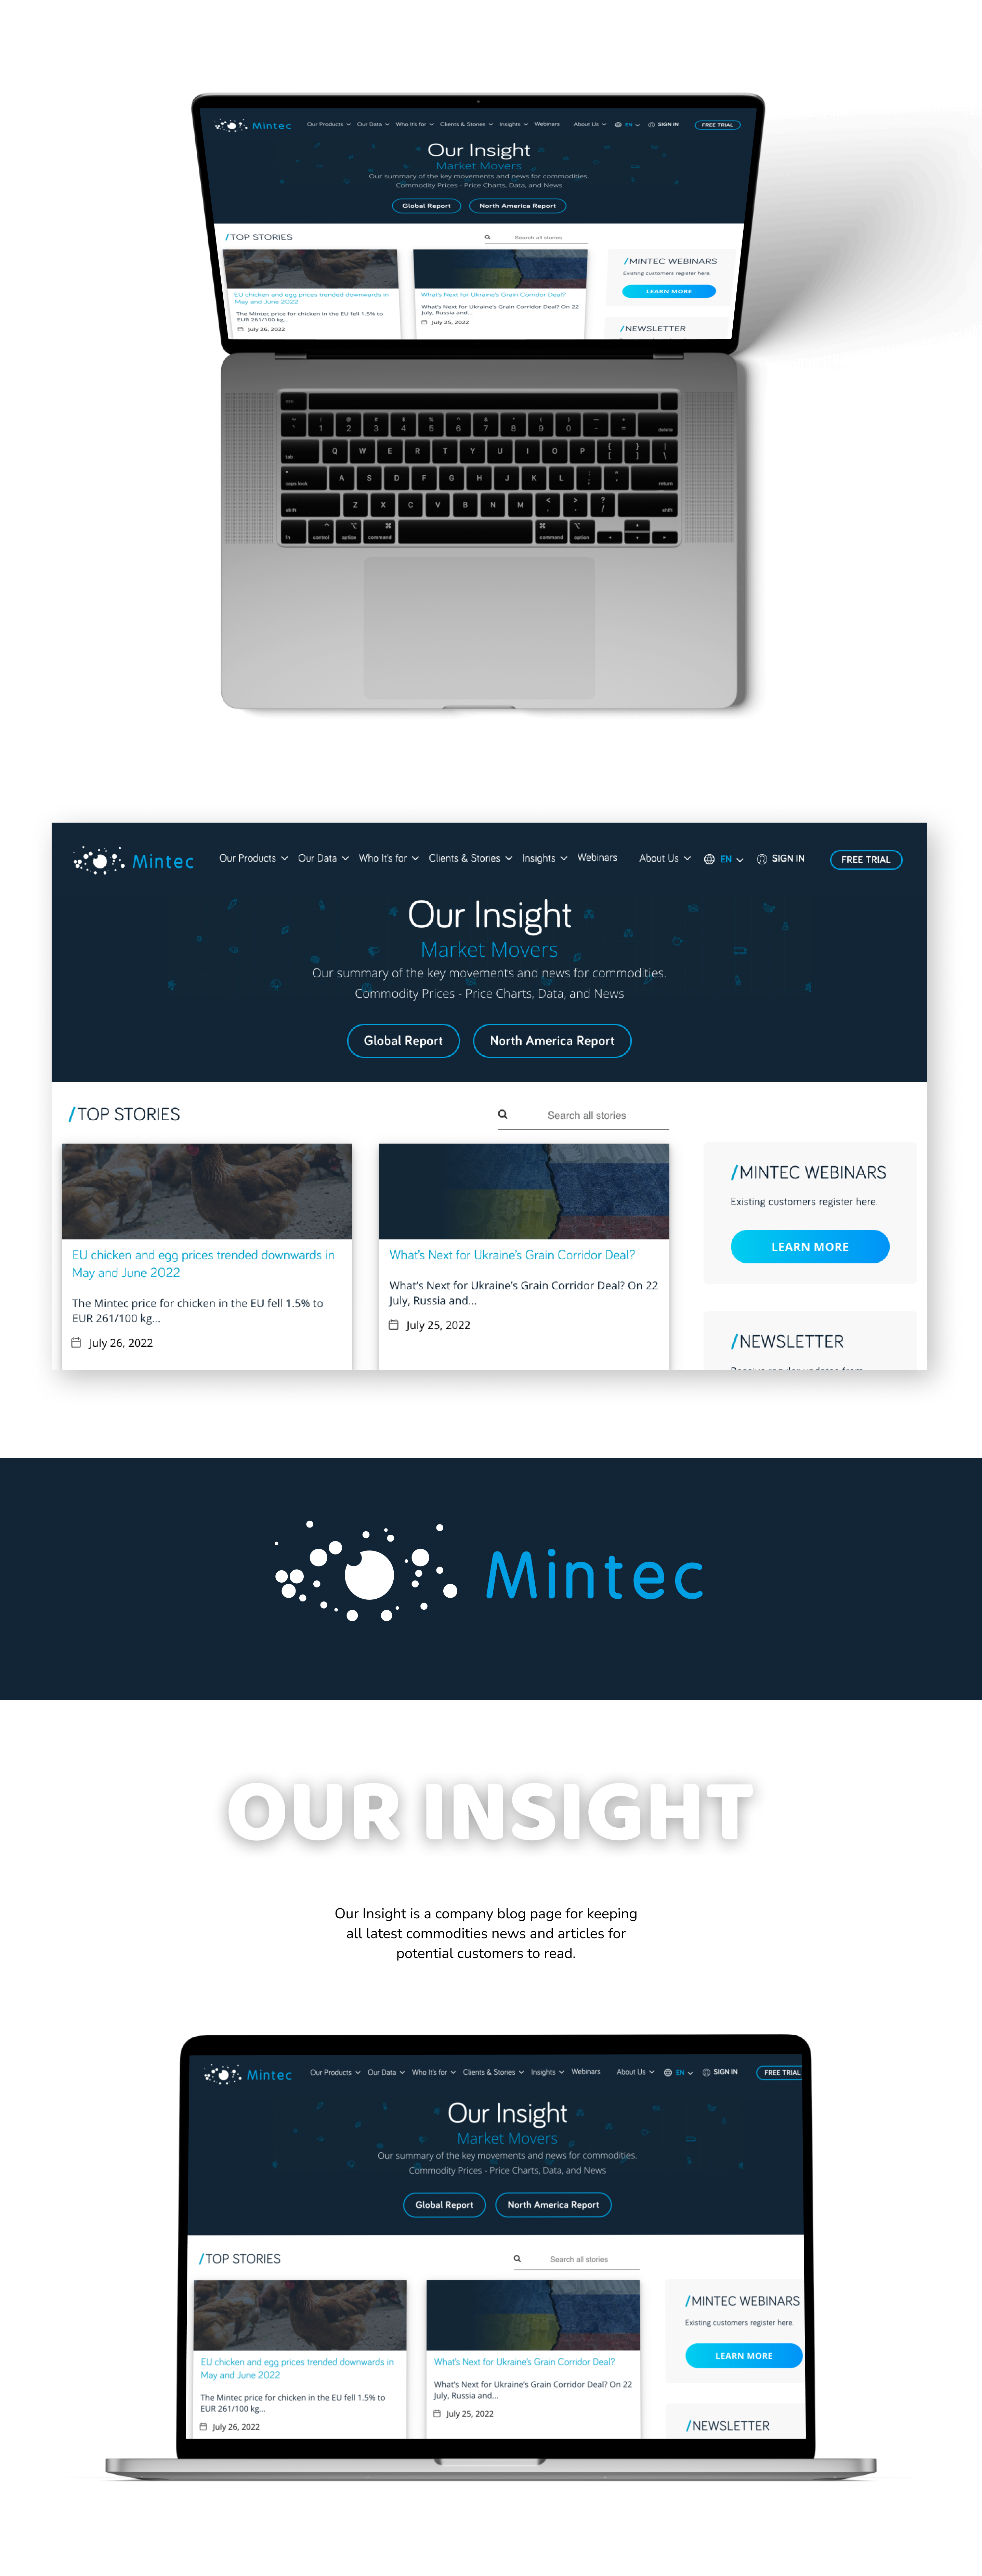 Mintec
Our Products Our Data Who It's for Clients & Stories Insights Webinars About Us EN SIGN IN FREE TRIAL
Our Insight
Market Movers
Our summary of the key movements and news for commodities.
Commodity Prices - Price Charts, Data, and News
Global Report North America Report
/TOP STORIES
Search all stories
EU chicken and egg prices trended downwards in
May and June 2022
The Mintec price for chicken in the EU fell 1.5% to
EUR 261/100 kg...
July 26, 2022
What's Next for Ukraine's Grain Corridor Deal?
What's Next for Ukraine's Grain Corridor Deal? On 22
July, Russia and...
July 25, 2022
/MINTEC WEBINARS
Existing customers register here.
LEARN MORE
/NEWSLETTER
esc
~ ! @ # $ % ^ & * ( ) _ +
1 2 3 4 5 6 7 8 9 0 - = delete
tab Q W E R T Y U I O P { [ } ] | \
caps lock A S D F G H J K L : ; " ' return
shift Z X C V B N M < , > . ? / shift
fn control option command command option
Mintec
Our Products Our Data Who It's for Clients & Stories Insights Webinars About Us EN SIGN IN FREE TRIAL
Our Insight
Market Movers
Our summary of the key movements and news for commodities.
Commodity Prices - Price Charts, Data, and News
Global Report North America Report
/TOP STORIES
Search all stories
EU chicken and egg prices trended downwards in
May and June 2022
The Mintec price for chicken in the EU fell 1.5% to
EUR 261/100 kg...
July 26, 2022
What's Next for Ukraine's Grain Corridor Deal?
What's Next for Ukraine's Grain Corridor Deal? On 22
July, Russia and...
July 25, 2022
/MINTEC WEBINARS
Existing customers register here.
LEARN MORE
/NEWSLETTER
Mintec
OUR INSIGHT
Our Insight is a company blog page for keeping
all latest commodities news and articles for
potential customers to read.
Mintec
Our Products Our Data Who It's for Clients & Stories Insights Webinars About Us EN SIGN IN FREE TRIAL
Our Insight
Market Movers
Our summary of the key movements and news for commodities.
Commodity Prices - Price Charts, Data, and News
Global Report North America Report
/TOP STORIES
Search all stories
EU chicken and egg prices trended downwards in
May and June 2022
The Mintec price for chicken in the EU fell 1.5% to
EUR 261/100 kg...
July 26, 2022
What's Next for Ukraine's Grain Corridor Deal?
What's Next for Ukraine's Grain Corridor Deal? On 22
July, Russia and...
July 25, 2022
/MINTEC WEBINARS
Existing customers register here.
LEARN MORE
/NEWSLETTER